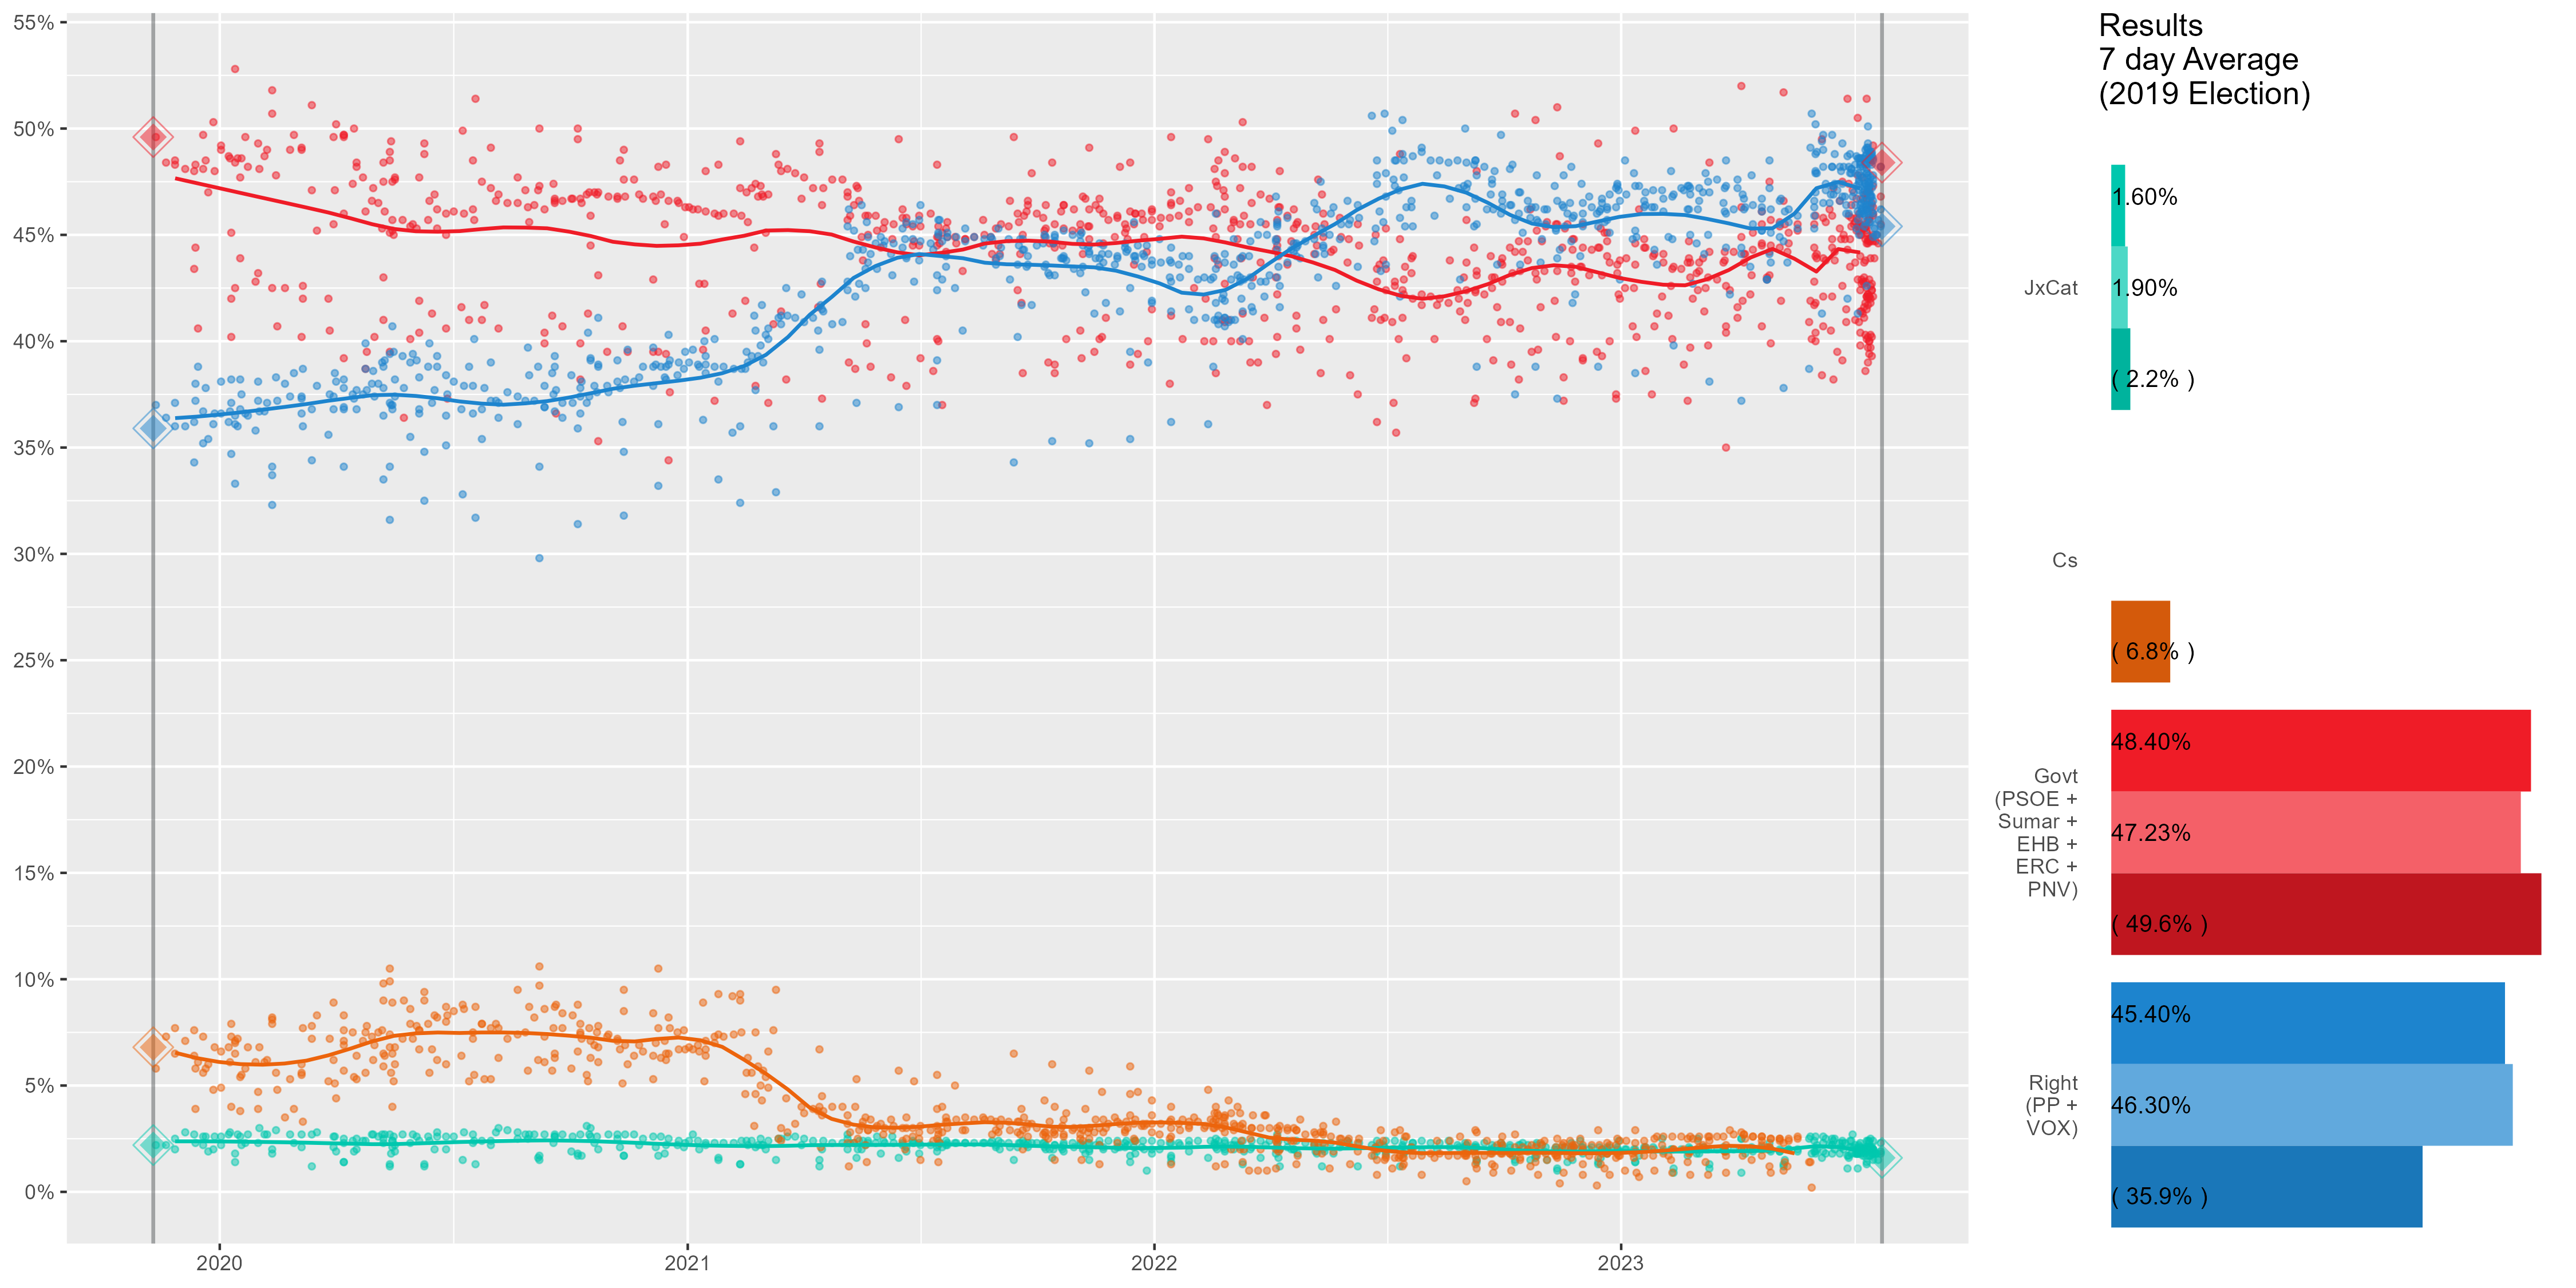 55%
50%
45%
40%
35%
30%
25%
20%
15%
10%
5%
0%
2020
2021
2022
2023
Results
7 day Average
(2019 Election)
JxCat
1.60%
1.90%
( 2.2% )
Cs
( 6.8% )
Govt
(PSOE +
Sumar +
EHB +
ERC +
PNV)
48.40%
47.23%
( 49.6% )
Right
(PP +
VOX)
45.40%
46.30%
( 35.9% )